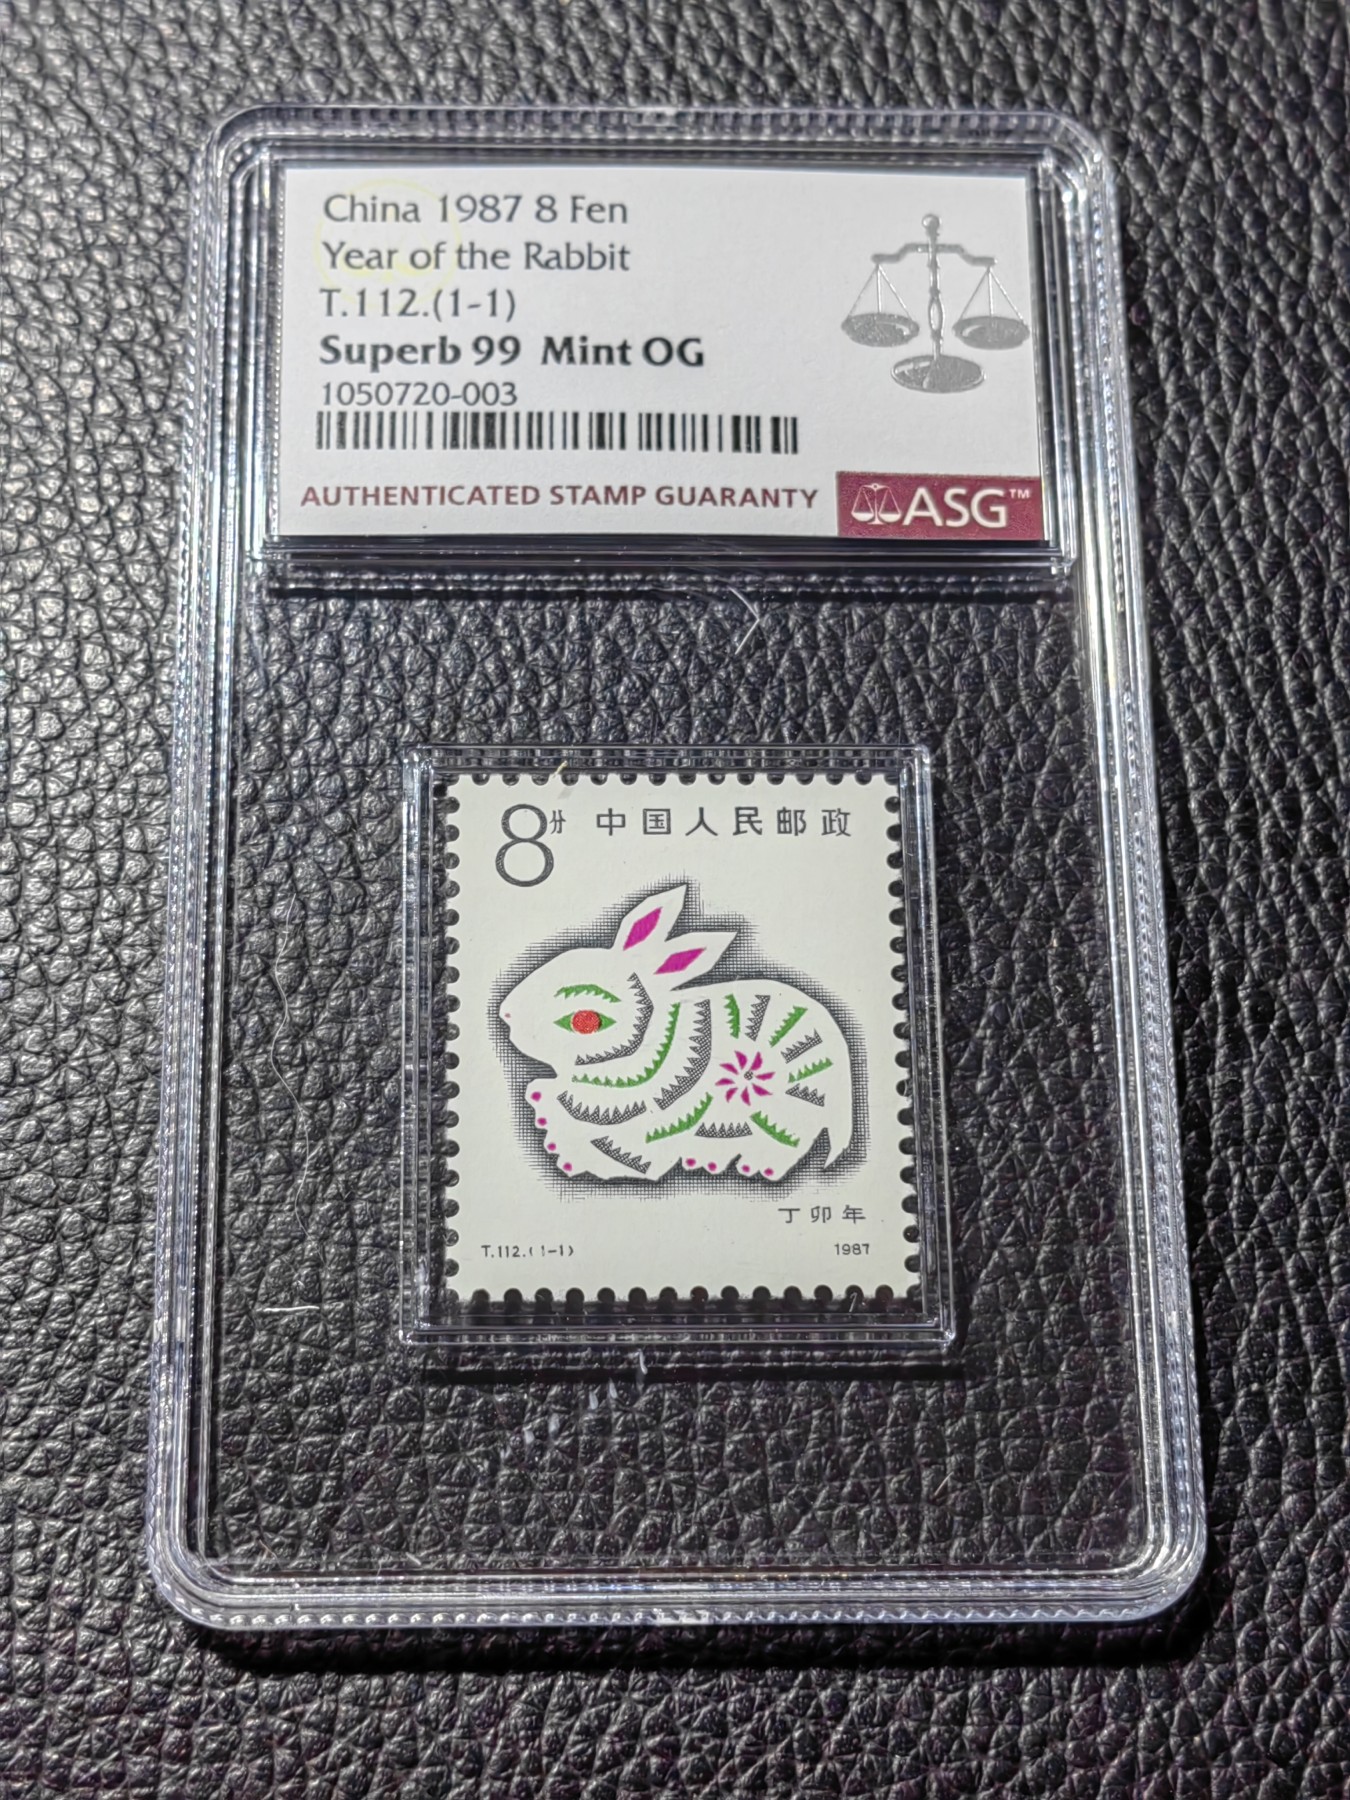 China 1987 8 Fen
Year of the Rabbit
T.112.(1-1)
Superb 99 Mint OG
1050720-003
AUTHENTICATED STAMP GUARANTY
ASG™
8分 中国人民邮政
丁卯年
T.112.(1-1) 1987